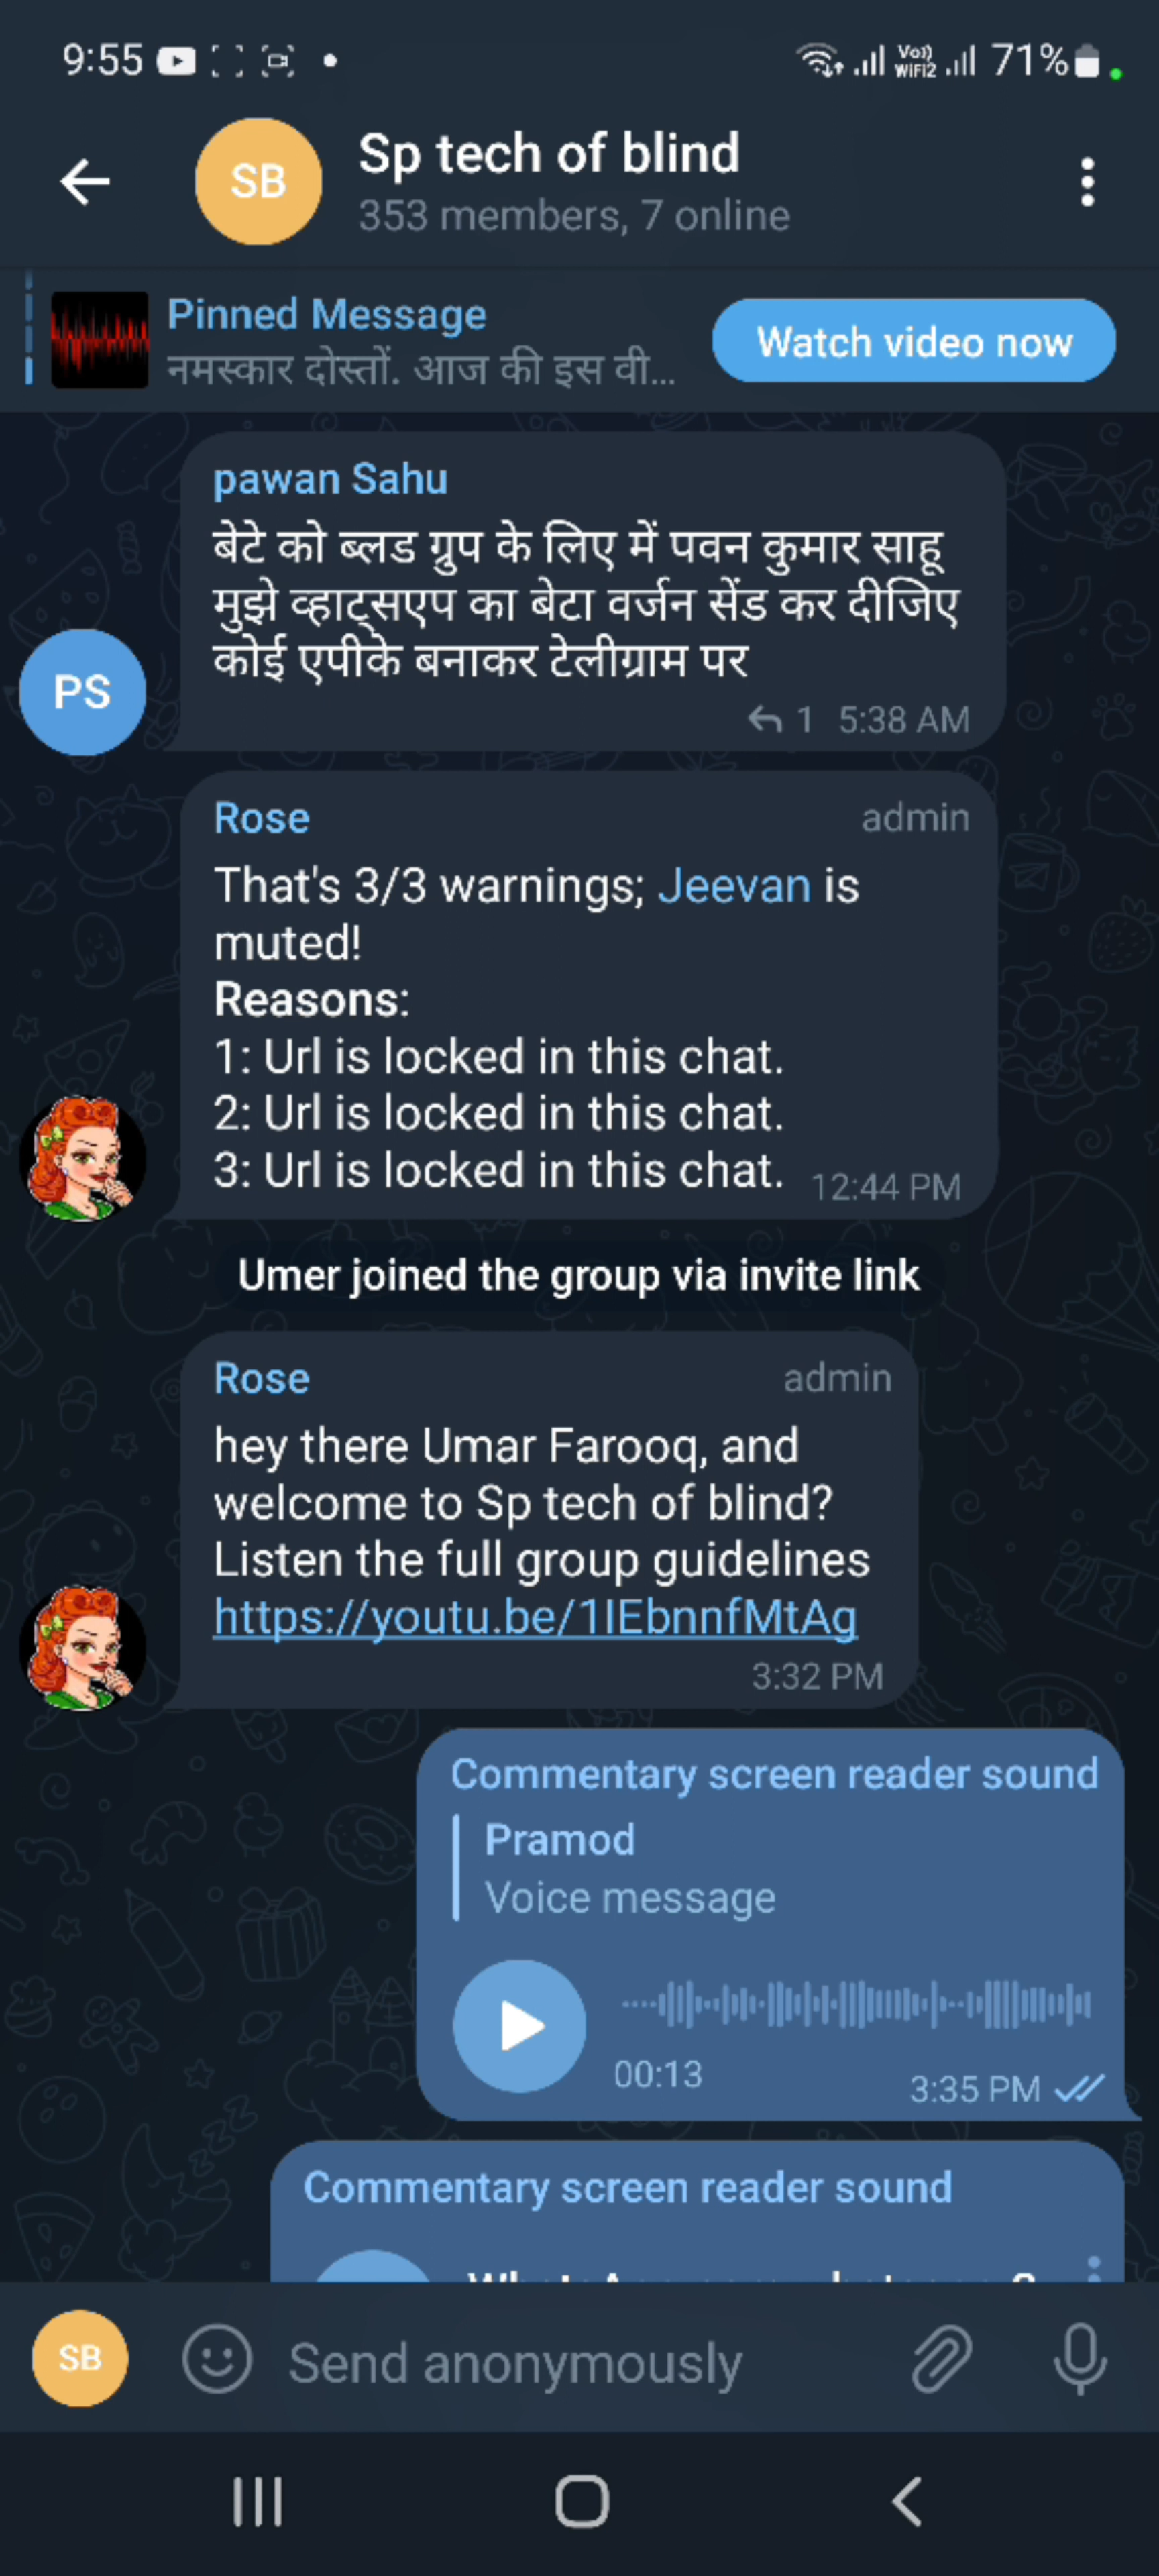 9:55
Vo)) WiFi2
71%
SB
Sp tech of blind
353 members, 7 online
Pinned Message
नमस्कार दोस्तों. आज की इस वी...
Watch video now
pawan Sahu
बेटे को ब्लड ग्रुप के लिए में पवन कुमार साहू
मुझे व्हाट्सएप का बेटा वर्जन सेंड कर दीजिए
कोई एपीके बनाकर टेलीग्राम पर
1 5:38 AM
PS
Rose admin
That's 3/3 warnings; Jeevan is
muted!
Reasons:
1: Url is locked in this chat.
2: Url is locked in this chat.
3: Url is locked in this chat.
12:44 PM
Umer joined the group via invite link
Rose admin
hey there Umar Farooq, and
welcome to Sp tech of blind?
Listen the full group guidelines
https://youtu.be/1IEbnnfMtAg
3:32 PM
Commentary screen reader sound
Pramod
Voice message
00:13
3:35 PM
Commentary screen reader sound
SB
Send anonymously